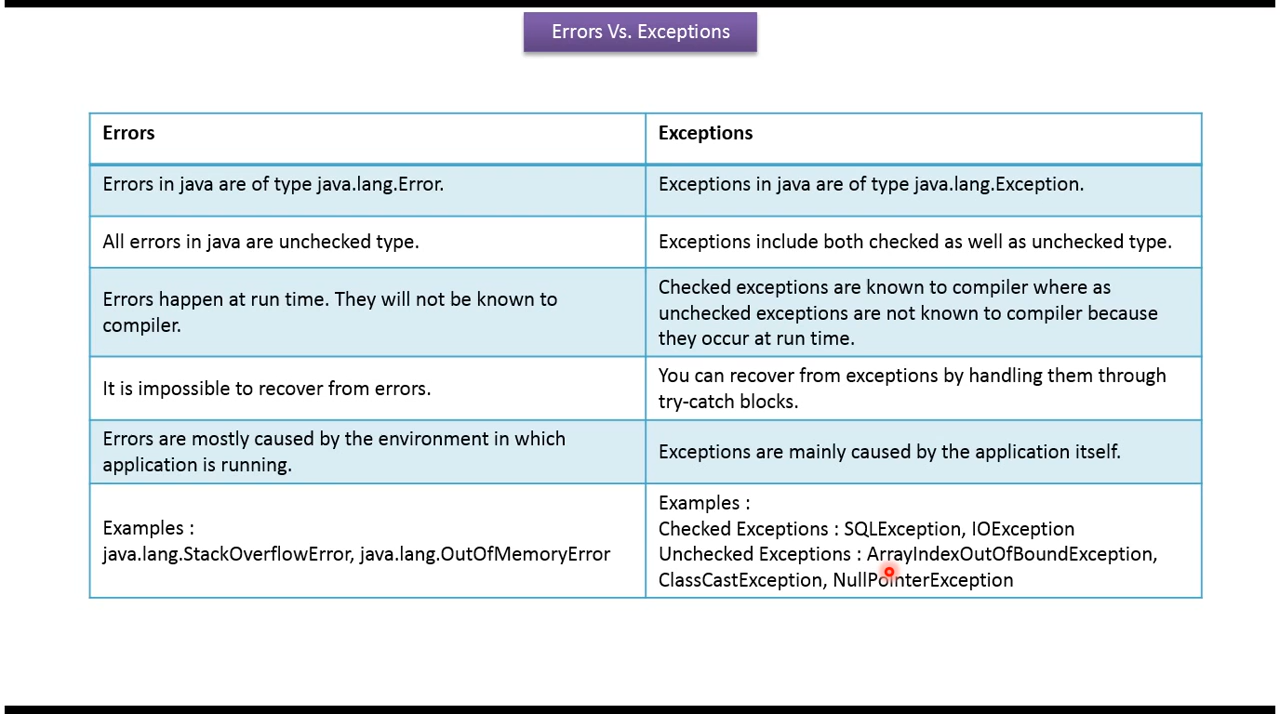 Errors Vs. Exceptions
Errors
Exceptions
Errors in java are of type java.lang.Error.
Exceptions in java are of type java.lang.Exception.
All errors in java are unchecked type.
Exceptions include both checked as well as unchecked type.
Errors happen at run time. They will not be known to
compiler.
Checked exceptions are known to compiler where as
unchecked exceptions are not known to compiler because
they occur at run time.
It is impossible to recover from errors.
You can recover from exceptions by handling them through
try-catch blocks.
Errors are mostly caused by the environment in which
application is running.
Exceptions are mainly caused by the application itself.
Examples :
java.lang.StackOverflowError, java.lang.OutOfMemoryError
Examples :
Checked Exceptions : SQLException, IOException
Unchecked Exceptions : ArrayIndexOutOfBoundException,
ClassCastException, NullPointerException